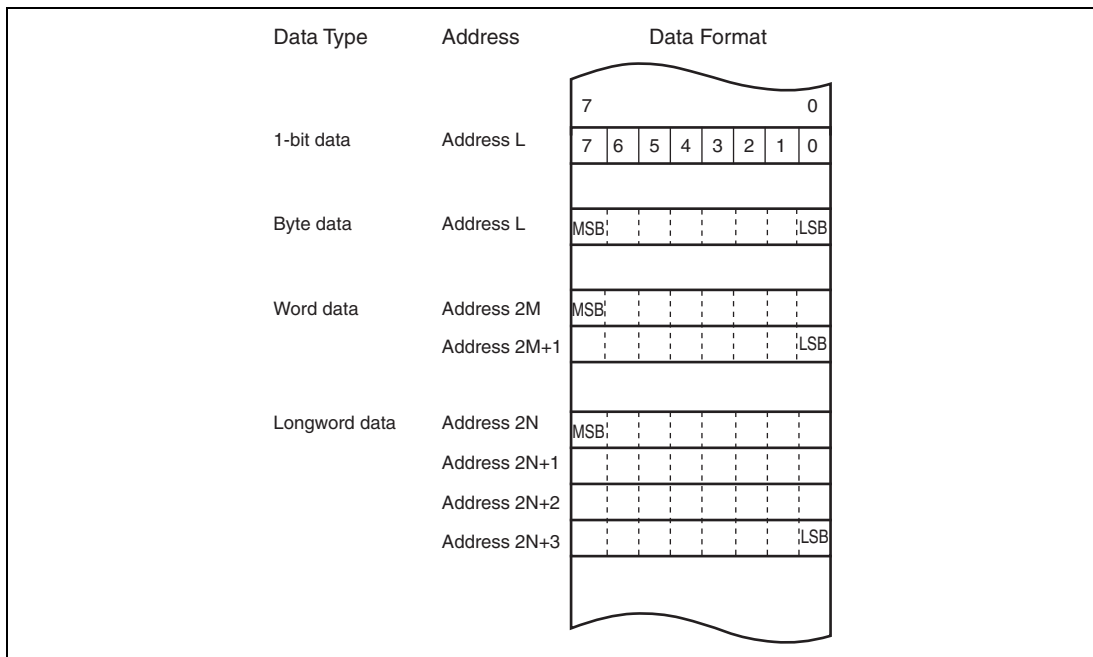 Data Type Address Data Format
7 0
1-bit data Address L 7 6 5 4 3 2 1 0
Byte data Address L MSB LSB
Word data Address 2M MSB
Address 2M+1 LSB
Longword data Address 2N MSB
Address 2N+1
Address 2N+2
Address 2N+3 LSB